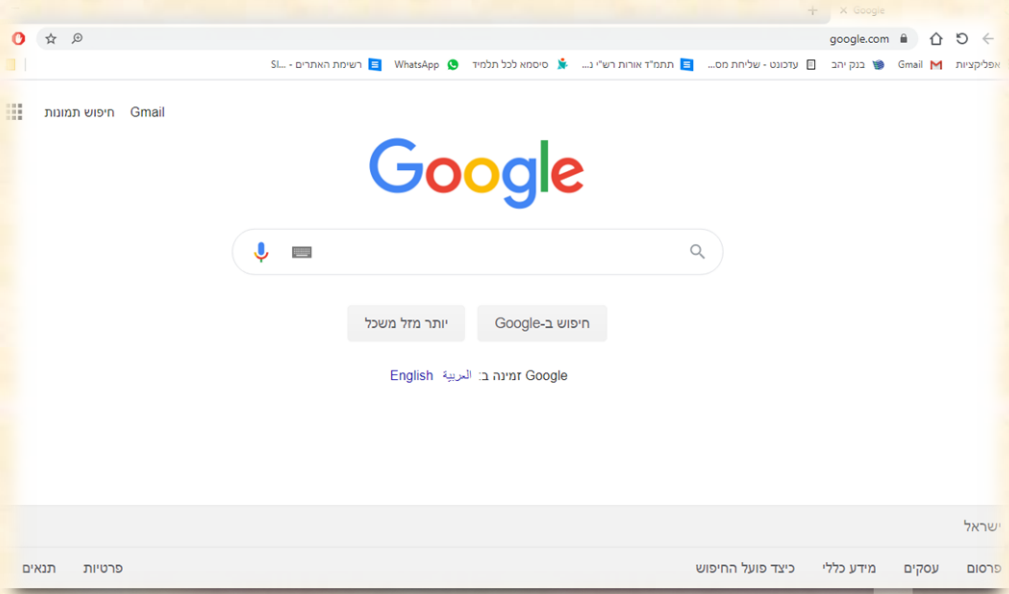 Google
google.com
אפליקציות Gmail בנק יהב עדכונט - שליחת מס... תתמ"ד אורות רש"י נ... סיסמא לכל תלמיד WhatsApp רשימת האתרים - Sl...
Gmail חיפוש תמונות
Google
חיפוש ב-Google יותר מזל משכל
Google זמינה ב: العربية English
ישראל
פרסום עסקים מידע כללי כיצד פועל החיפוש פרטיות תנאים